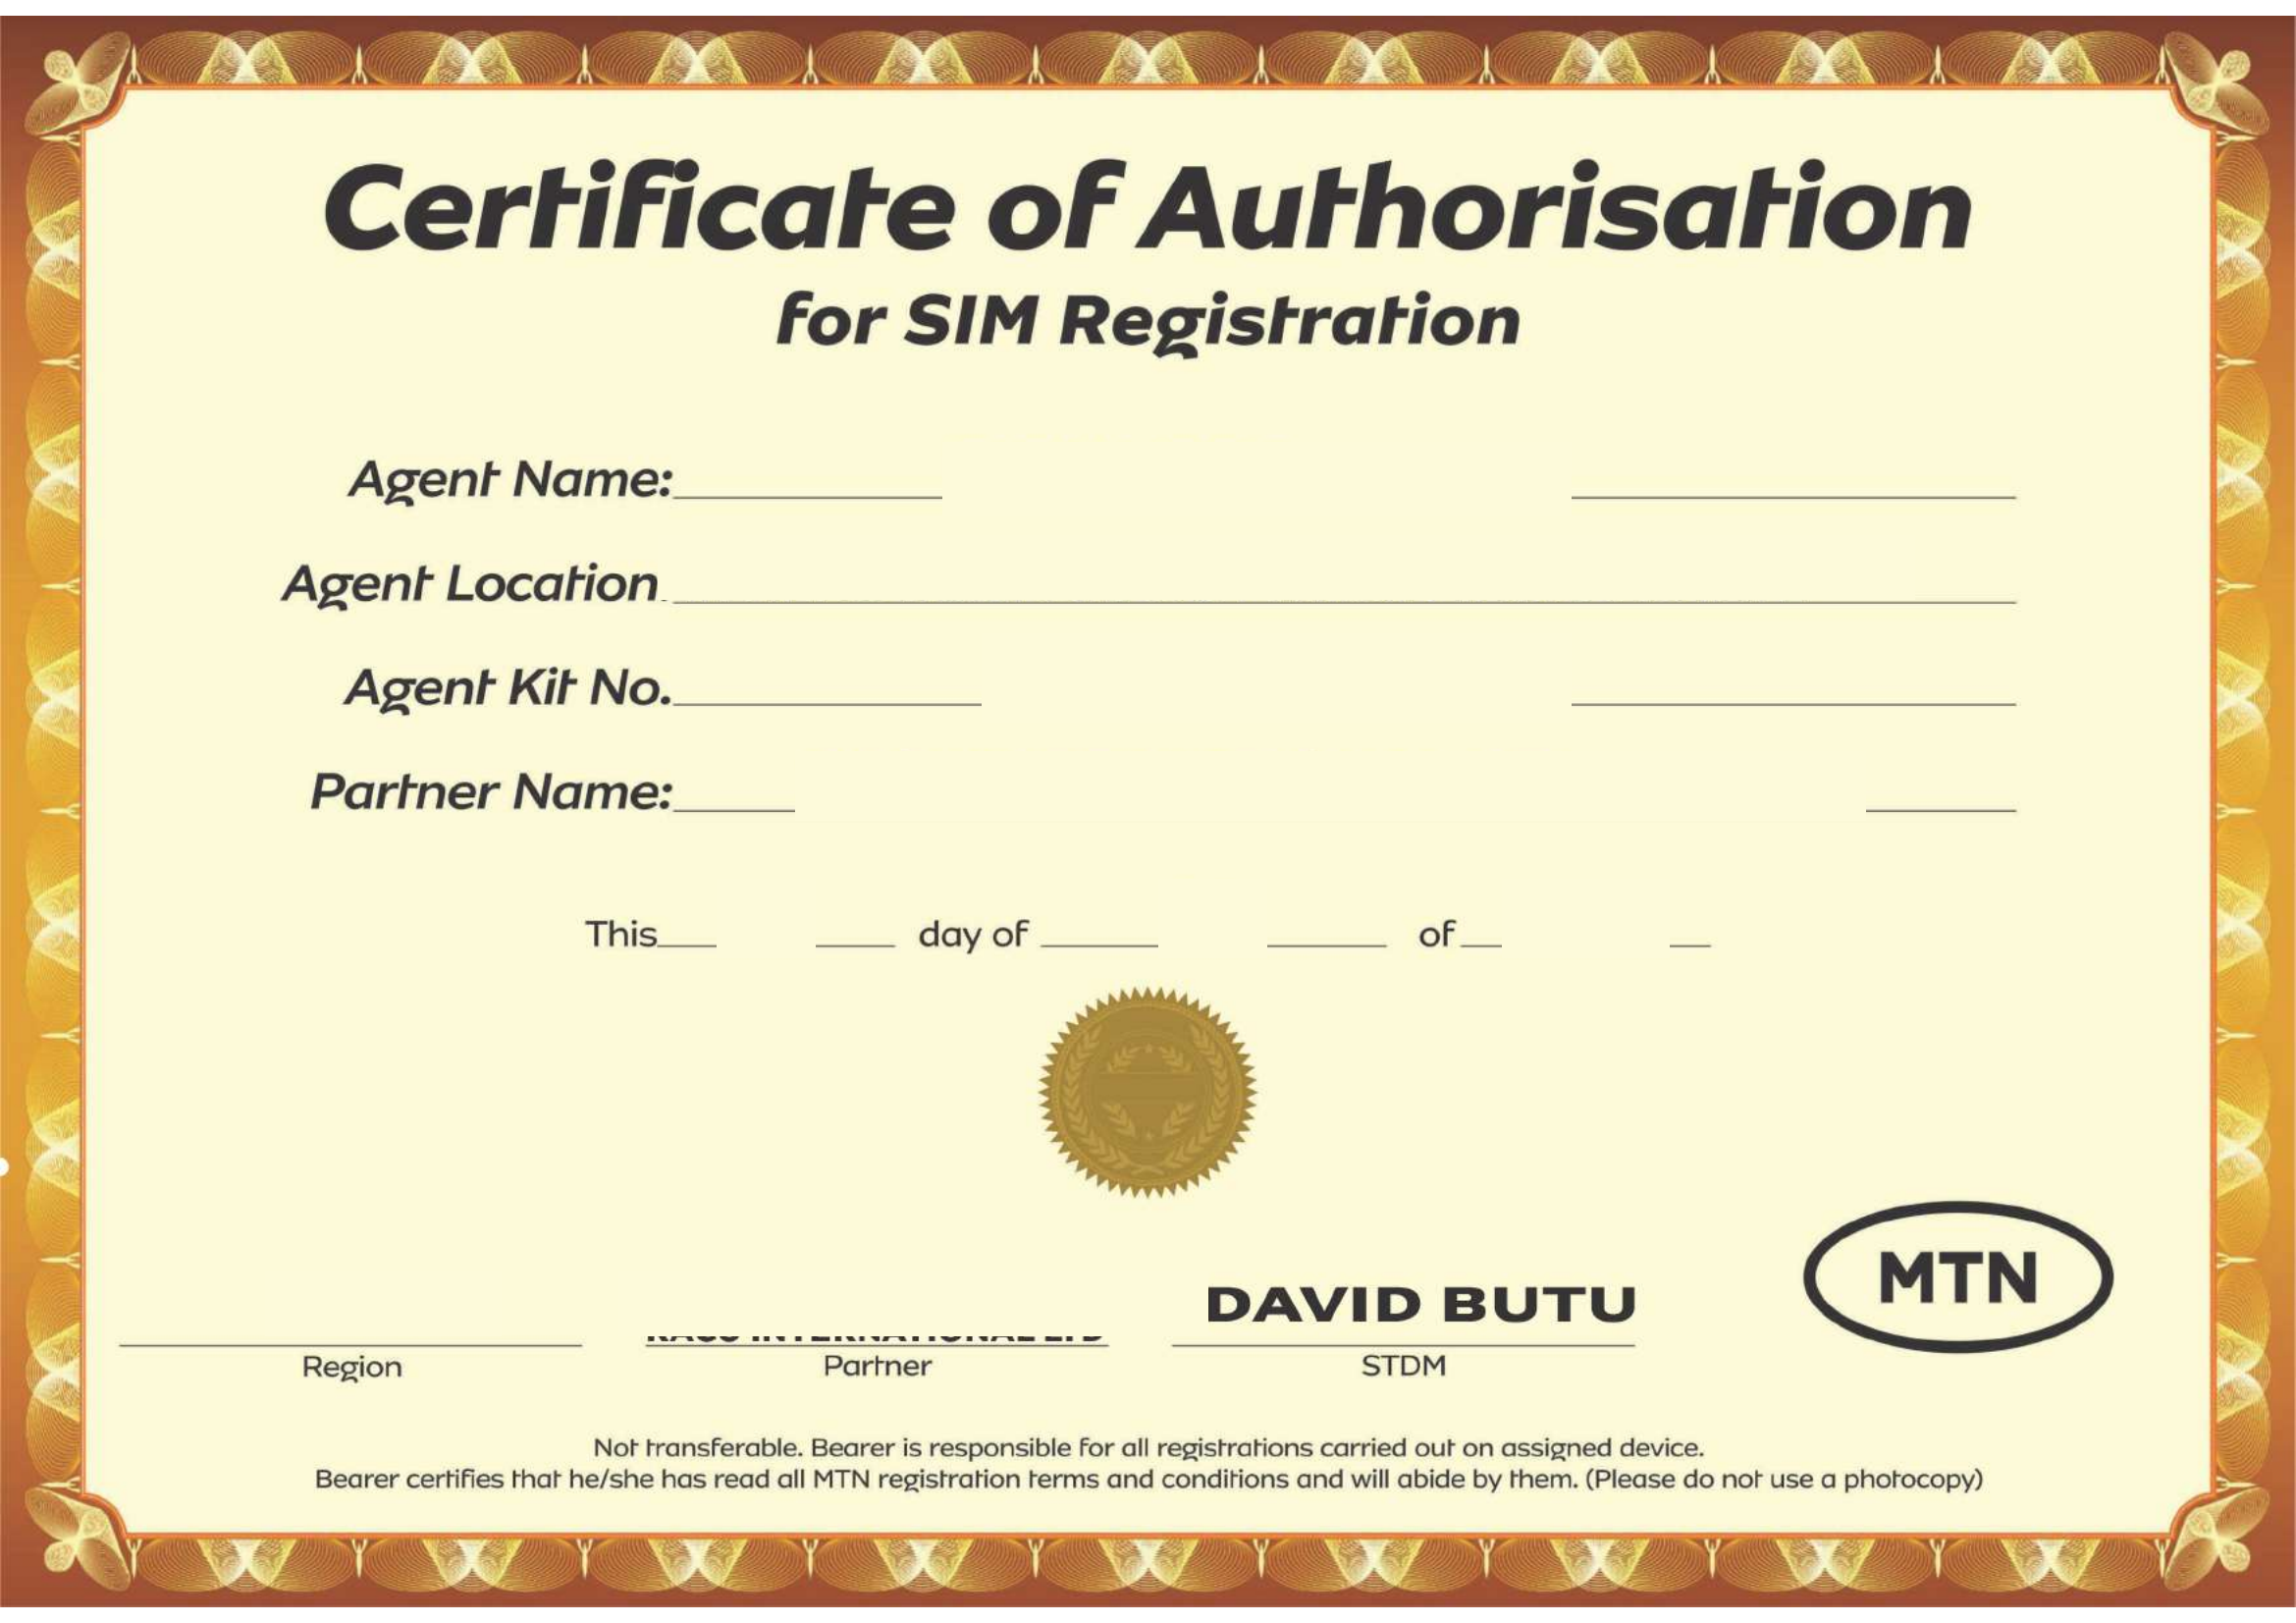 Certificate of Authorisation
for SIM Registration
Agent Name:
Agent Location
Agent Kit No.
Partner Name:
This day of of
DAVID BUTU
MTN
INTERNATIONAL LTD
Region Partner STDM
Not transferable. Bearer is responsible for all registrations carried out on assigned device.
Bearer certifies that he/she has read all MTN registration terms and conditions and will abide by them. (Please do not use a photocopy)